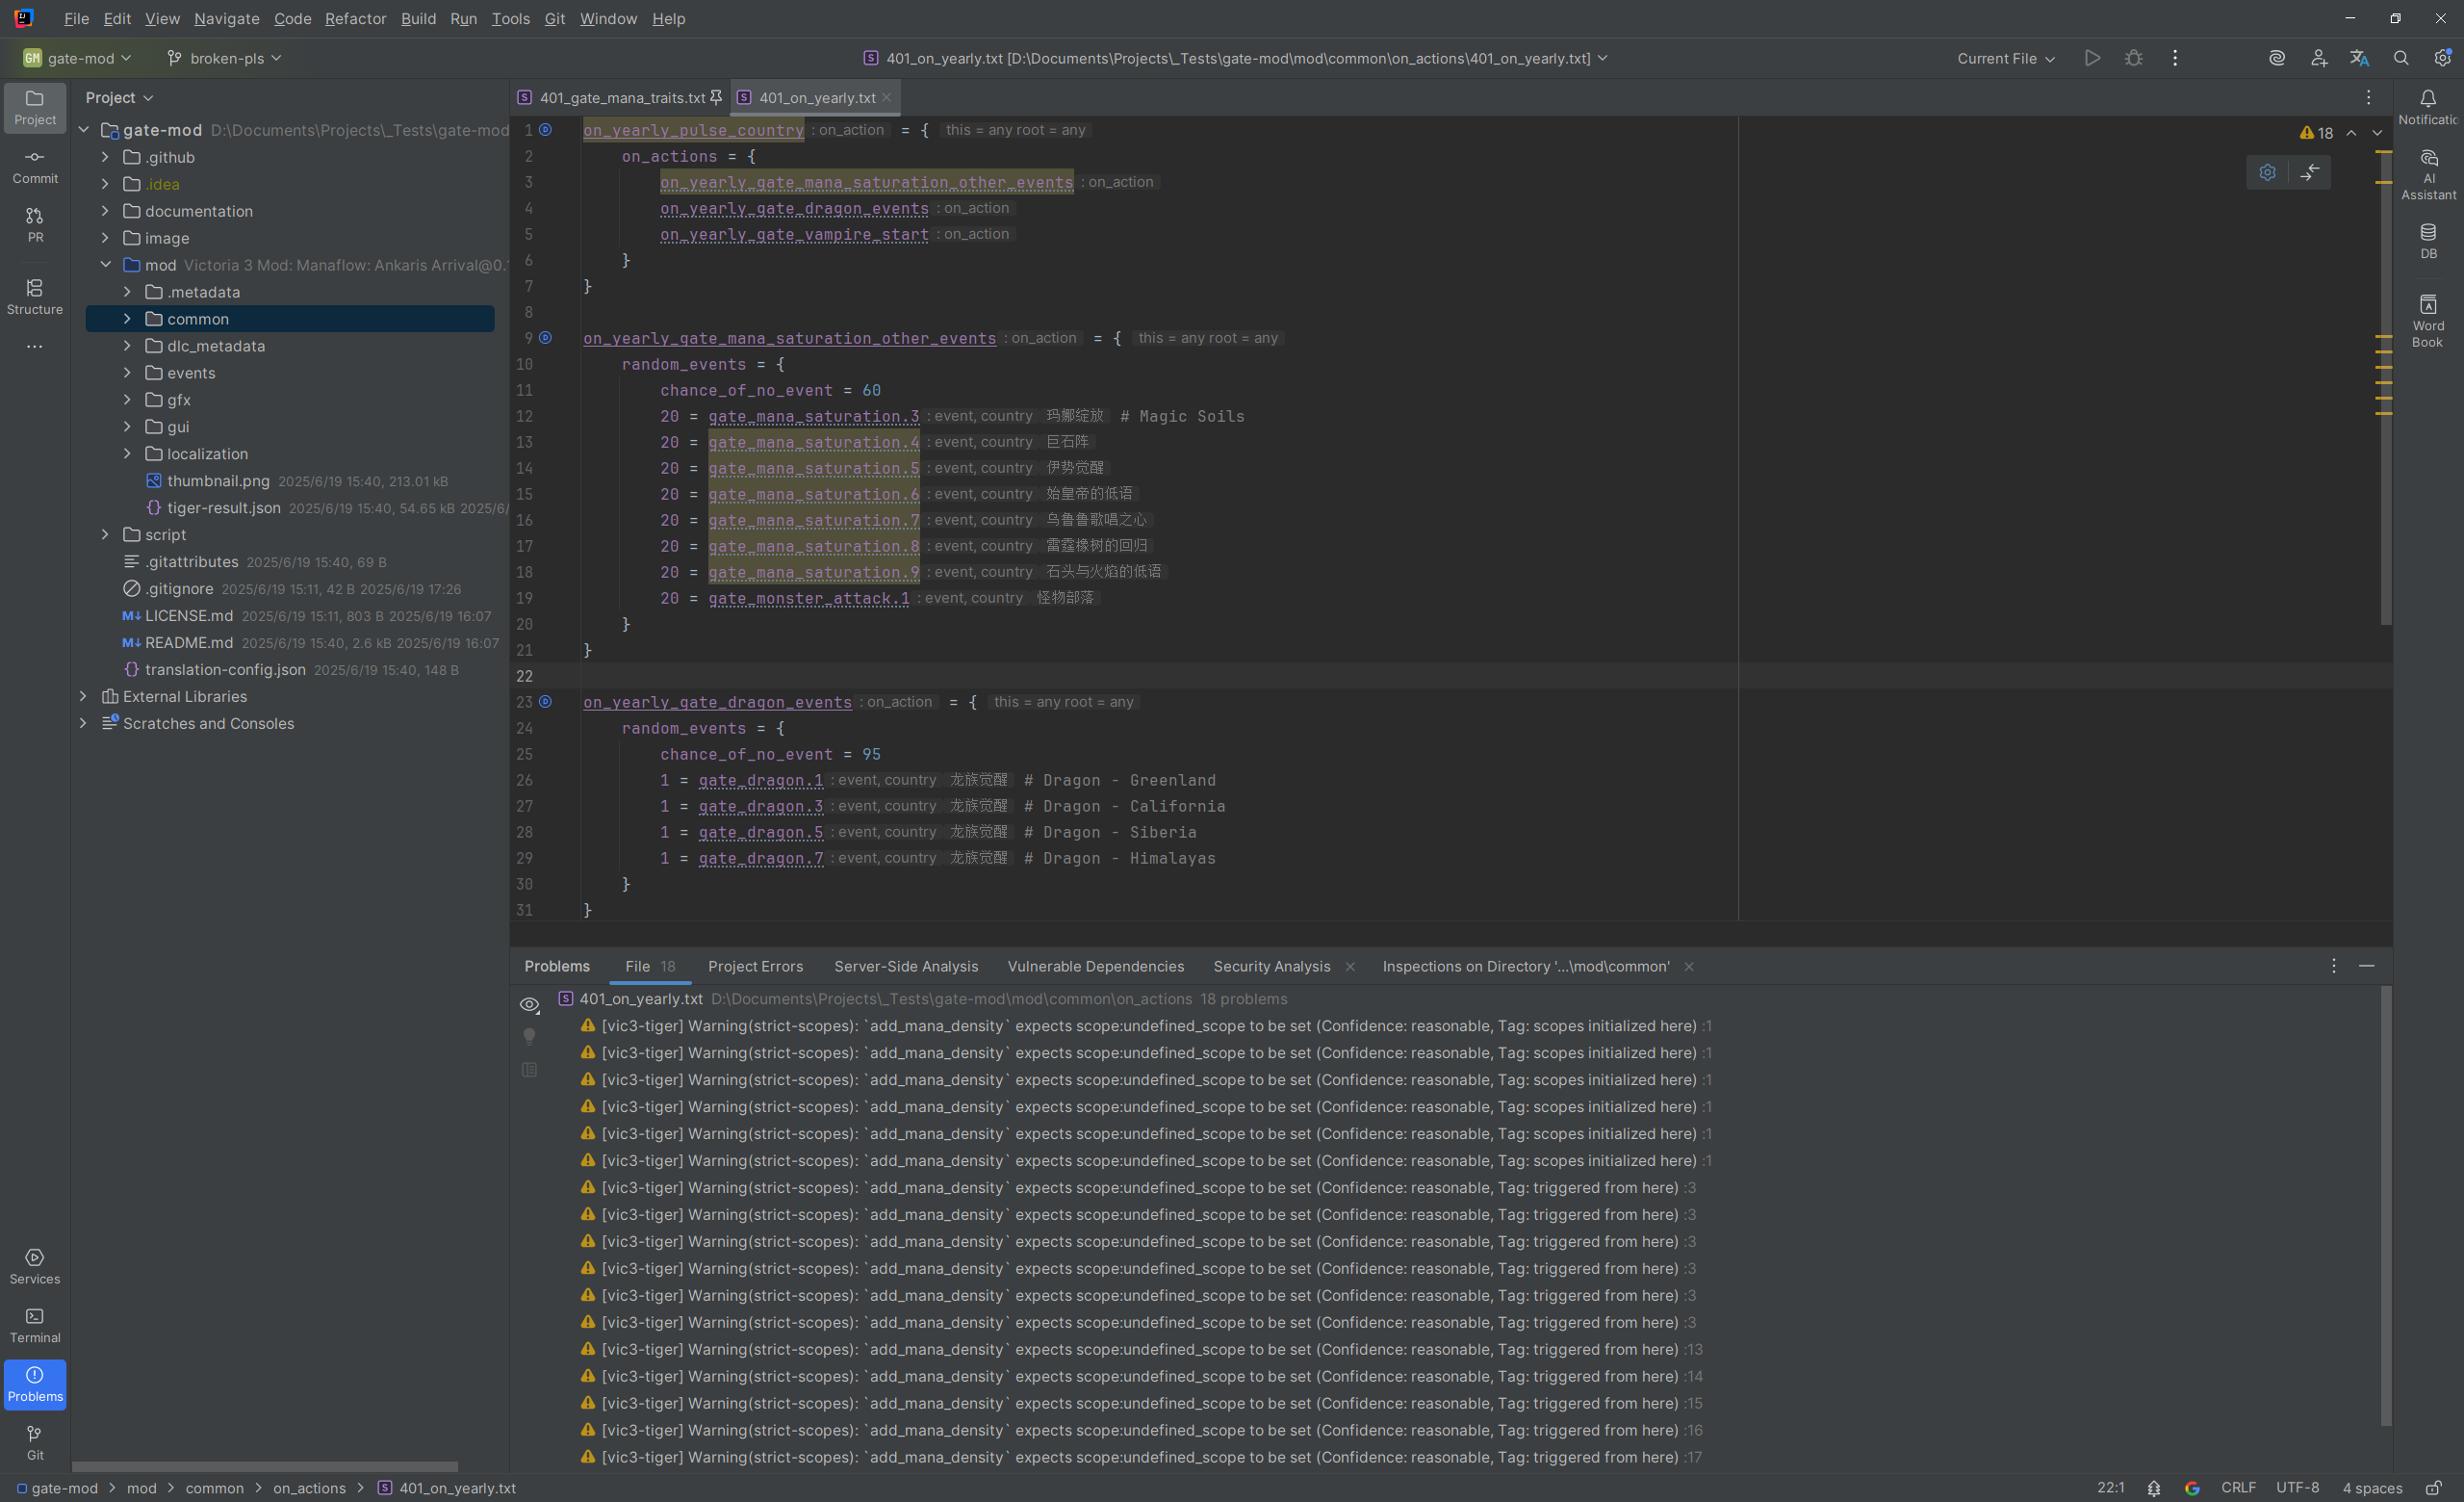 File Edit View Navigate Code Refactor Build Run Tools Git Window Help
GM gate-mod broken-pls 401_on_yearly.txt [D:\Documents\Projects\_Tests\gate-mod\mod\common\on_actions\401_on_yearly.txt] Current File
Project
Commit
PR
Structure
Services
Terminal
Problems
Git
Project
gate-mod D:\Documents\Projects\_Tests\gate-mod
.github
.idea
documentation
image
mod Victoria 3 Mod: Manaflow: Ankaris Arrival@0.
.metadata
common
dlc_metadata
events
gfx
gui
localization
thumbnail.png 2025/6/19 15:40, 213.01 kB
tiger-result.json 2025/6/19 15:40, 54.65 kB 2025/6/
script
.gitattributes 2025/6/19 15:40, 69 B
.gitignore 2025/6/19 15:11, 42 B 2025/6/19 17:26
LICENSE.md 2025/6/19 15:11, 803 B 2025/6/19 16:07
README.md 2025/6/19 15:40, 2.6 kB 2025/6/19 16:07
translation-config.json 2025/6/19 15:40, 148 B
External Libraries
Scratches and Consoles
401_gate_mana_traits.txt 401_on_yearly.txt
18
1 on_yearly_pulse_country : on_action = { this = any root = any
2 on_actions = {
3 on_yearly_gate_mana_saturation_other_events : on_action
4 on_yearly_gate_dragon_events : on_action
5 on_yearly_gate_vampire_start : on_action
6 }
7 }
8
9 on_yearly_gate_mana_saturation_other_events : on_action = { this = any root = any
10 random_events = {
11 chance_of_no_event = 60
12 20 = gate_mana_saturation.3 : event, country 玛娜绽放 # Magic Soils
13 20 = gate_mana_saturation.4 : event, country 巨石阵
14 20 = gate_mana_saturation.5 : event, country 伊势觉醒
15 20 = gate_mana_saturation.6 : event, country 始皇帝的低语
16 20 = gate_mana_saturation.7 : event, country 乌鲁鲁歌唱之心
17 20 = gate_mana_saturation.8 : event, country 雷霆橡树的回归
18 20 = gate_mana_saturation.9 : event, country 石头与火焰的低语
19 20 = gate_monster_attack.1 : event, country 怪物部落
20 }
21 }
22
23 on_yearly_gate_dragon_events : on_action = { this = any root = any
24 random_events = {
25 chance_of_no_event = 95
26 1 = gate_dragon.1 : event, country 龙族觉醒 # Dragon - Greenland
27 1 = gate_dragon.3 : event, country 龙族觉醒 # Dragon - California
28 1 = gate_dragon.5 : event, country 龙族觉醒 # Dragon - Siberia
29 1 = gate_dragon.7 : event, country 龙族觉醒 # Dragon - Himalayas
30 }
31 }
Notificatio
AI Assistant
DB
Word Book
Problems File 18 Project Errors Server-Side Analysis Vulnerable Dependencies Security Analysis Inspections on Directory '...\mod\common'
401_on_yearly.txt D:\Documents\Projects\_Tests\gate-mod\mod\common\on_actions 18 problems
[vic3-tiger] Warning(strict-scopes): `add_mana_density` expects scope:undefined_scope to be set (Confidence: reasonable, Tag: scopes initialized here) :1
[vic3-tiger] Warning(strict-scopes): `add_mana_density` expects scope:undefined_scope to be set (Confidence: reasonable, Tag: scopes initialized here) :1
[vic3-tiger] Warning(strict-scopes): `add_mana_density` expects scope:undefined_scope to be set (Confidence: reasonable, Tag: scopes initialized here) :1
[vic3-tiger] Warning(strict-scopes): `add_mana_density` expects scope:undefined_scope to be set (Confidence: reasonable, Tag: scopes initialized here) :1
[vic3-tiger] Warning(strict-scopes): `add_mana_density` expects scope:undefined_scope to be set (Confidence: reasonable, Tag: scopes initialized here) :1
[vic3-tiger] Warning(strict-scopes): `add_mana_density` expects scope:undefined_scope to be set (Confidence: reasonable, Tag: scopes initialized here) :1
[vic3-tiger] Warning(strict-scopes): `add_mana_density` expects scope:undefined_scope to be set (Confidence: reasonable, Tag: triggered from here) :3
[vic3-tiger] Warning(strict-scopes): `add_mana_density` expects scope:undefined_scope to be set (Confidence: reasonable, Tag: triggered from here) :3
[vic3-tiger] Warning(strict-scopes): `add_mana_density` expects scope:undefined_scope to be set (Confidence: reasonable, Tag: triggered from here) :3
[vic3-tiger] Warning(strict-scopes): `add_mana_density` expects scope:undefined_scope to be set (Confidence: reasonable, Tag: triggered from here) :3
[vic3-tiger] Warning(strict-scopes): `add_mana_density` expects scope:undefined_scope to be set (Confidence: reasonable, Tag: triggered from here) :3
[vic3-tiger] Warning(strict-scopes): `add_mana_density` expects scope:undefined_scope to be set (Confidence: reasonable, Tag: triggered from here) :3
[vic3-tiger] Warning(strict-scopes): `add_mana_density` expects scope:undefined_scope to be set (Confidence: reasonable, Tag: triggered from here) :13
[vic3-tiger] Warning(strict-scopes): `add_mana_density` expects scope:undefined_scope to be set (Confidence: reasonable, Tag: triggered from here) :14
[vic3-tiger] Warning(strict-scopes): `add_mana_density` expects scope:undefined_scope to be set (Confidence: reasonable, Tag: triggered from here) :15
[vic3-tiger] Warning(strict-scopes): `add_mana_density` expects scope:undefined_scope to be set (Confidence: reasonable, Tag: triggered from here) :16
[vic3-tiger] Warning(strict-scopes): `add_mana_density` expects scope:undefined_scope to be set (Confidence: reasonable, Tag: triggered from here) :17
gate-mod > mod > common > on_actions > 401_on_yearly.txt 22:1 CRLF UTF-8 4 spaces